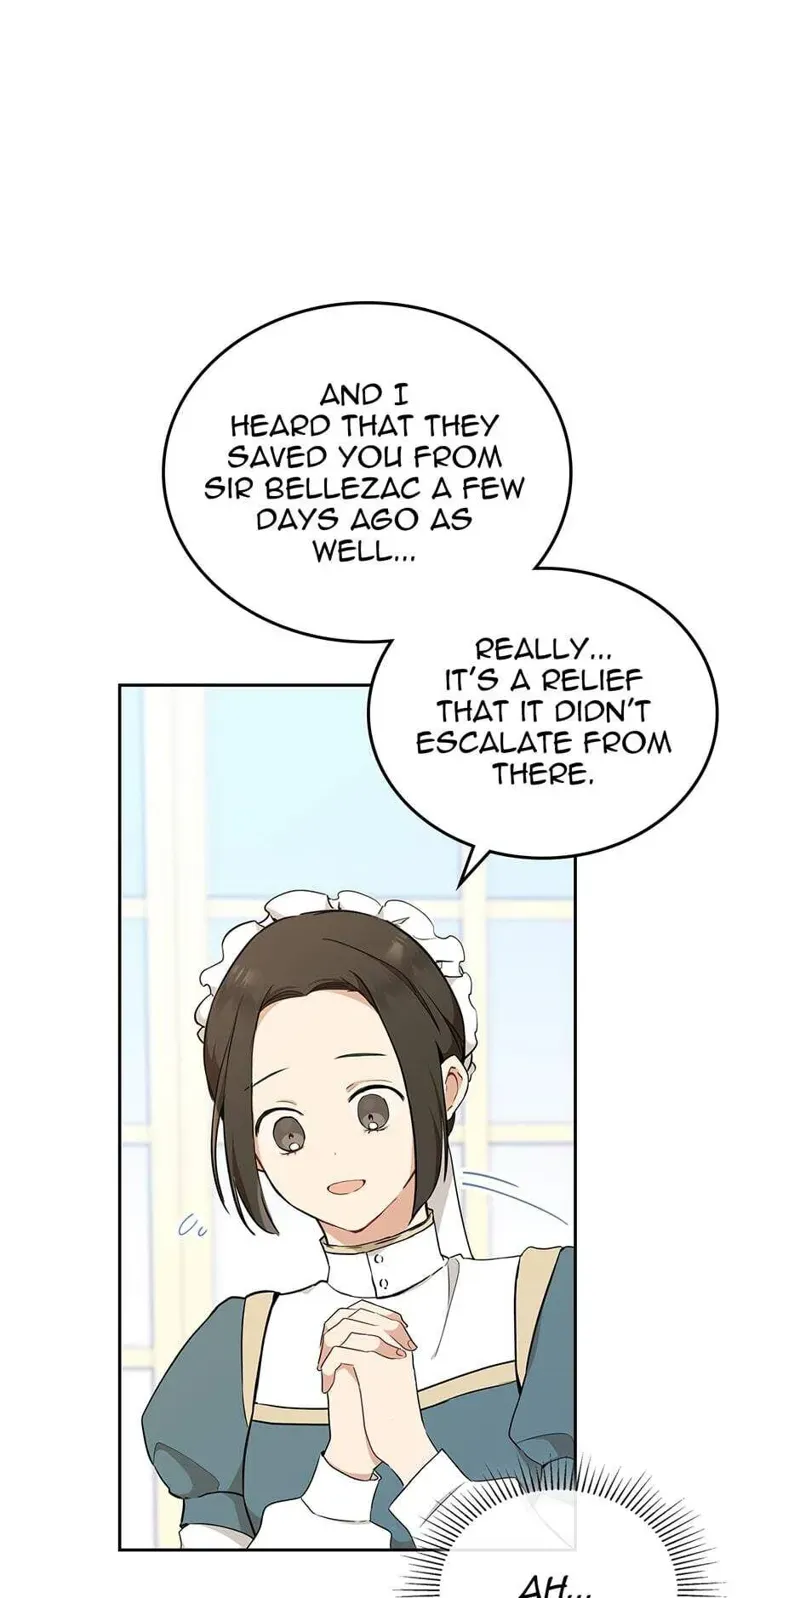 AND I
HEARD THAT THEY
SAVED YOU FROM
SIR BELLEZAC A FEW
DAYS AGO AS
WELL...
REALLY...
IT'S A RELIEF
THAT IT DIDN'T
ESCALATE FROM
THERE.
AH...